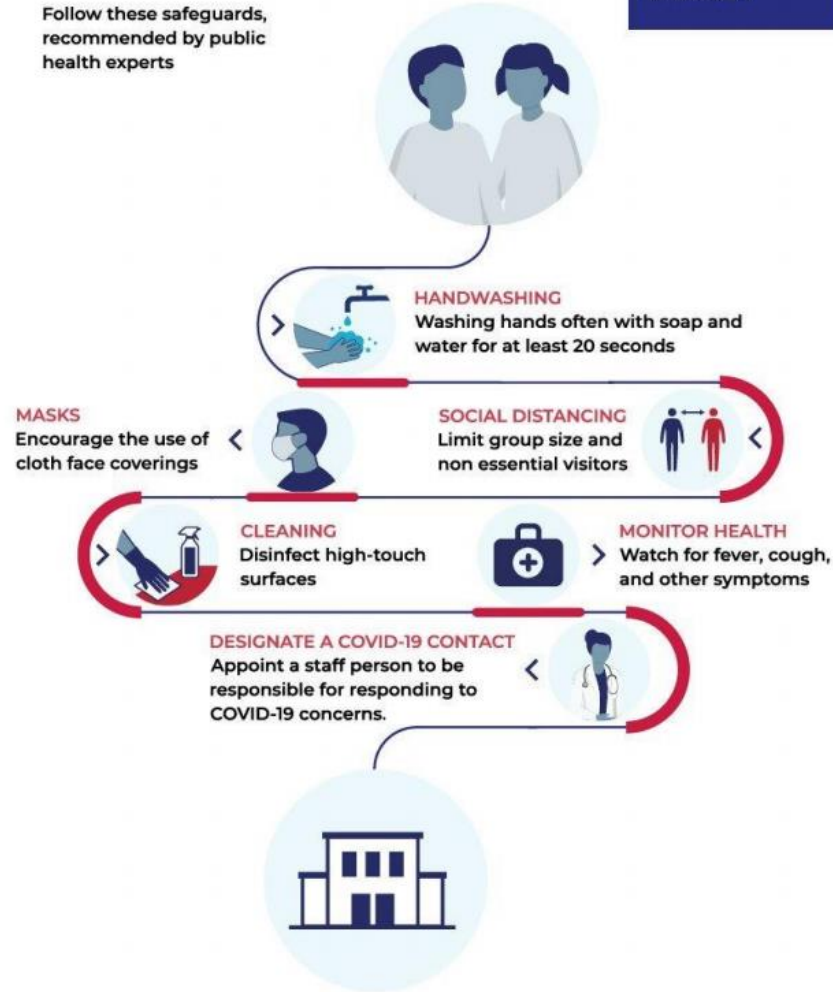 Follow these safeguards,
recommended by public
health experts
HANDWASHING
Washing hands often with soap and
water for at least 20 seconds
SOCIAL DISTANCING
Limit group size and
non essential visitors
MASKS
Encourage the use of
cloth face coverings
CLEANING
Disinfect high-touch
surfaces
MONITOR HEALTH
Watch for fever, cough,
and other symptoms
DESIGNATE A COVID-19 CONTACT
Appoint a staff person to be
responsible for responding to
COVID-19 concerns.